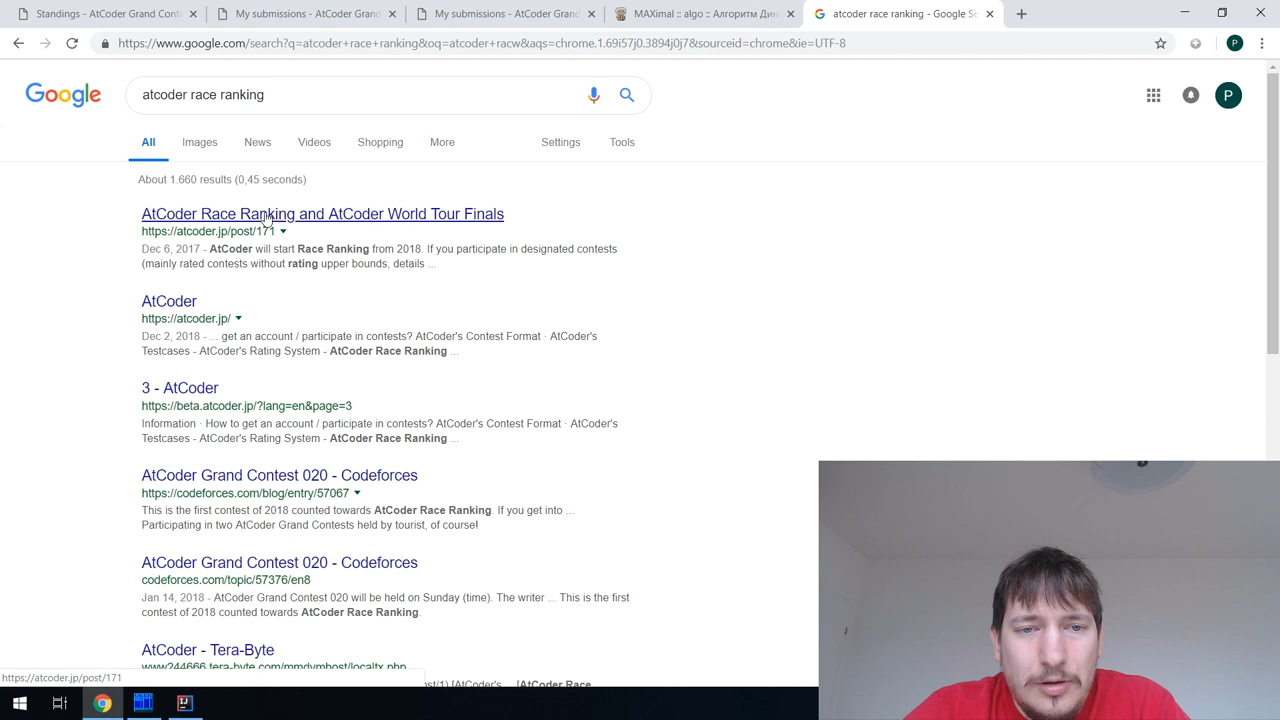 Standings - AtCoder Grand Cont
My submissions - AtCoder Grand
My submissions - AtCoder Grand
MAXimal :: algo :: Алгоритм Дин
atcoder race ranking - Google Se
https://www.google.com/search?q=atcoder+race+ranking&oq=atcoder+racw&aqs=chrome.1.69i57j0.3894j0j7&sourceid=chrome&ie=UTF-8
P
Google
atcoder race ranking
P
All Images News Videos Shopping More Settings Tools
About 1.660 results (0,45 seconds)
AtCoder Race Ranking and AtCoder World Tour Finals
https://atcoder.jp/post/171
Dec 6, 2017 - AtCoder will start Race Ranking from 2018. If you participate in designated contests
(mainly rated contests without rating upper bounds, details ...
AtCoder
https://atcoder.jp/
Dec 2, 2018 - ... get an account / participate in contests? AtCoder's Contest Format · AtCoder's
Testcases - AtCoder's Rating System - AtCoder Race Ranking ...
3 - AtCoder
https://beta.atcoder.jp/?lang=en&page=3
Information · How to get an account / participate in contests? AtCoder's Contest Format · AtCoder's
Testcases - AtCoder's Rating System - AtCoder Race Ranking ...
AtCoder Grand Contest 020 - Codeforces
https://codeforces.com/blog/entry/57067
This is the first contest of 2018 counted towards AtCoder Race Ranking. If you get into ...
Participating in two AtCoder Grand Contests held by tourist, of course!
AtCoder Grand Contest 020 - Codeforces
codeforces.com/topic/57376/en8
Jan 14, 2018 - AtCoder Grand Contest 020 will be held on Sunday (time). The writer ... This is the first
contest of 2018 counted towards AtCoder Race Ranking.
AtCoder - Tera-Byte
www244666.tera-byte.com/mmdvmhost/localtx.php
https://atcoder.jp/post/171
[AtCoder's ... [AtCoder Race